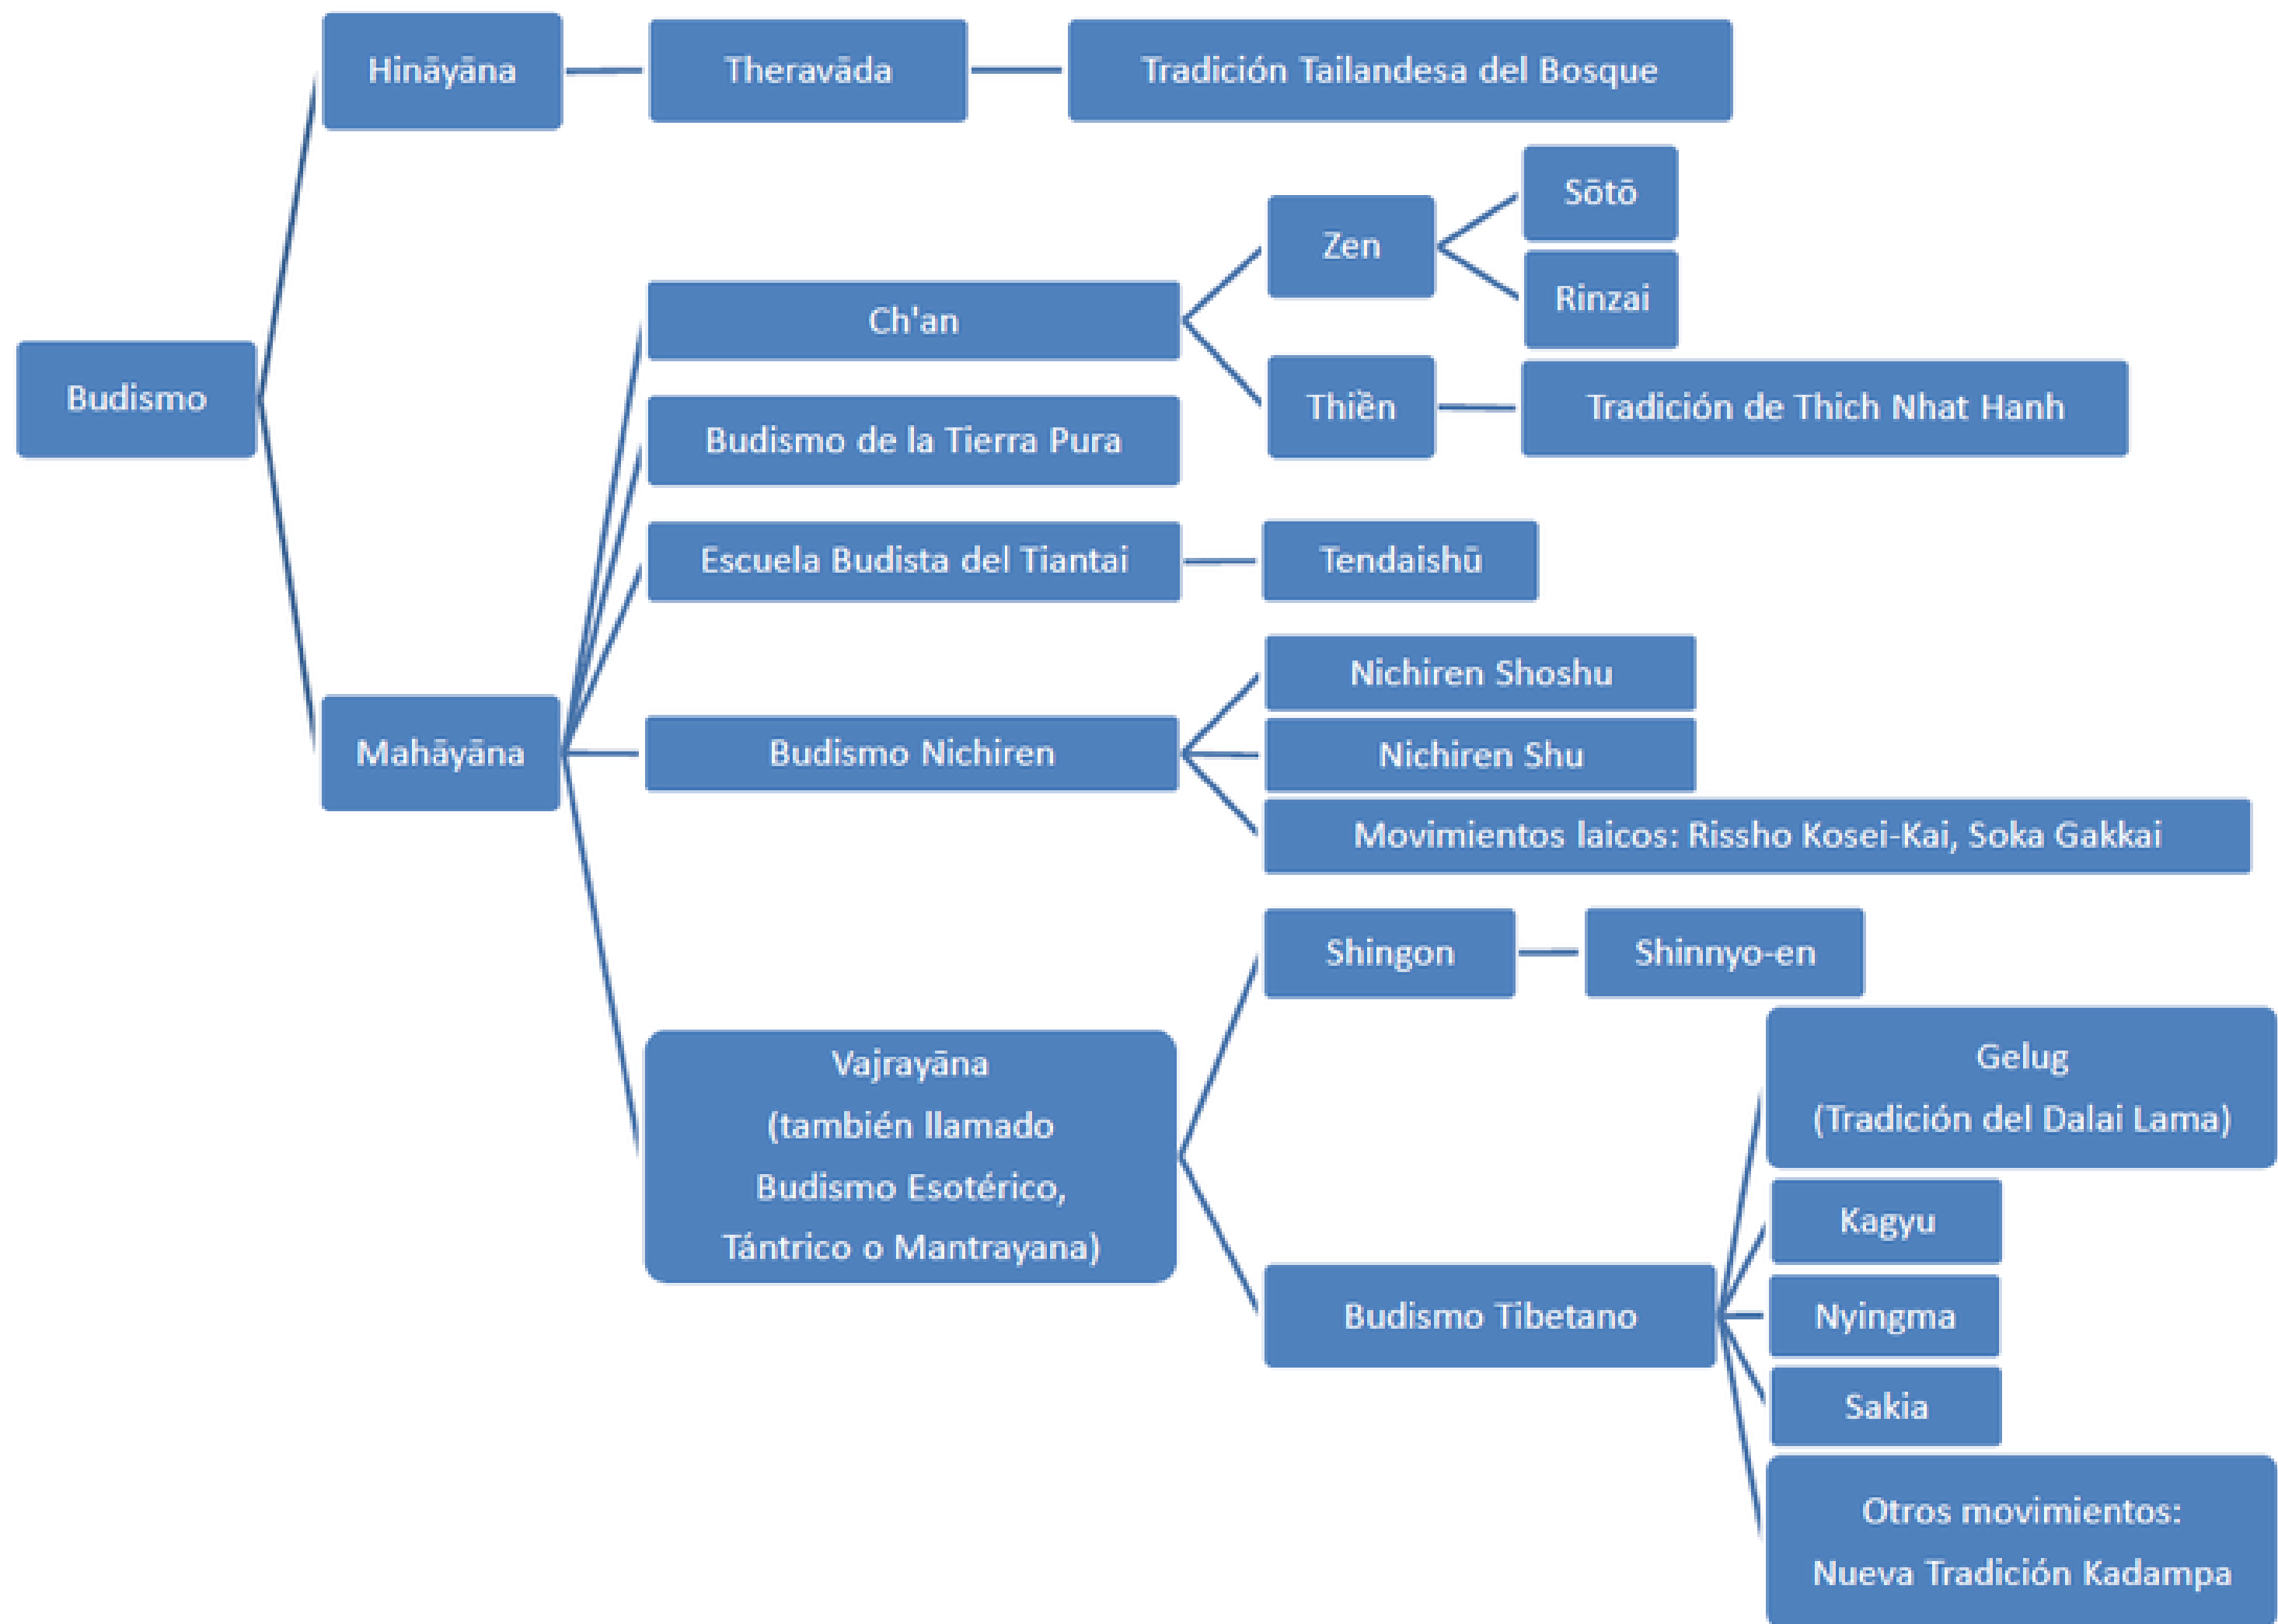 Budismo
Hināyāna
Theravāda
Tradición Tailandesa del Bosque
Mahāyāna
Ch'an
Zen
Sōtō
Rinzai
Thiền
Tradición de Thich Nhat Hanh
Budismo de la Tierra Pura
Escuela Budista del Tiantai
Tendaishū
Budismo Nichiren
Nichiren Shoshu
Nichiren Shu
Movimientos laicos: Rissho Kosei-Kai, Soka Gakkai
Vajrayāna
(también llamado
Budismo Esotérico,
Tántrico o Mantrayana)
Shingon
Shinnyo-en
Budismo Tibetano
Gelug
(Tradición del Dalai Lama)
Kagyu
Nyingma
Sakia
Otros movimientos:
Nueva Tradición Kadampa